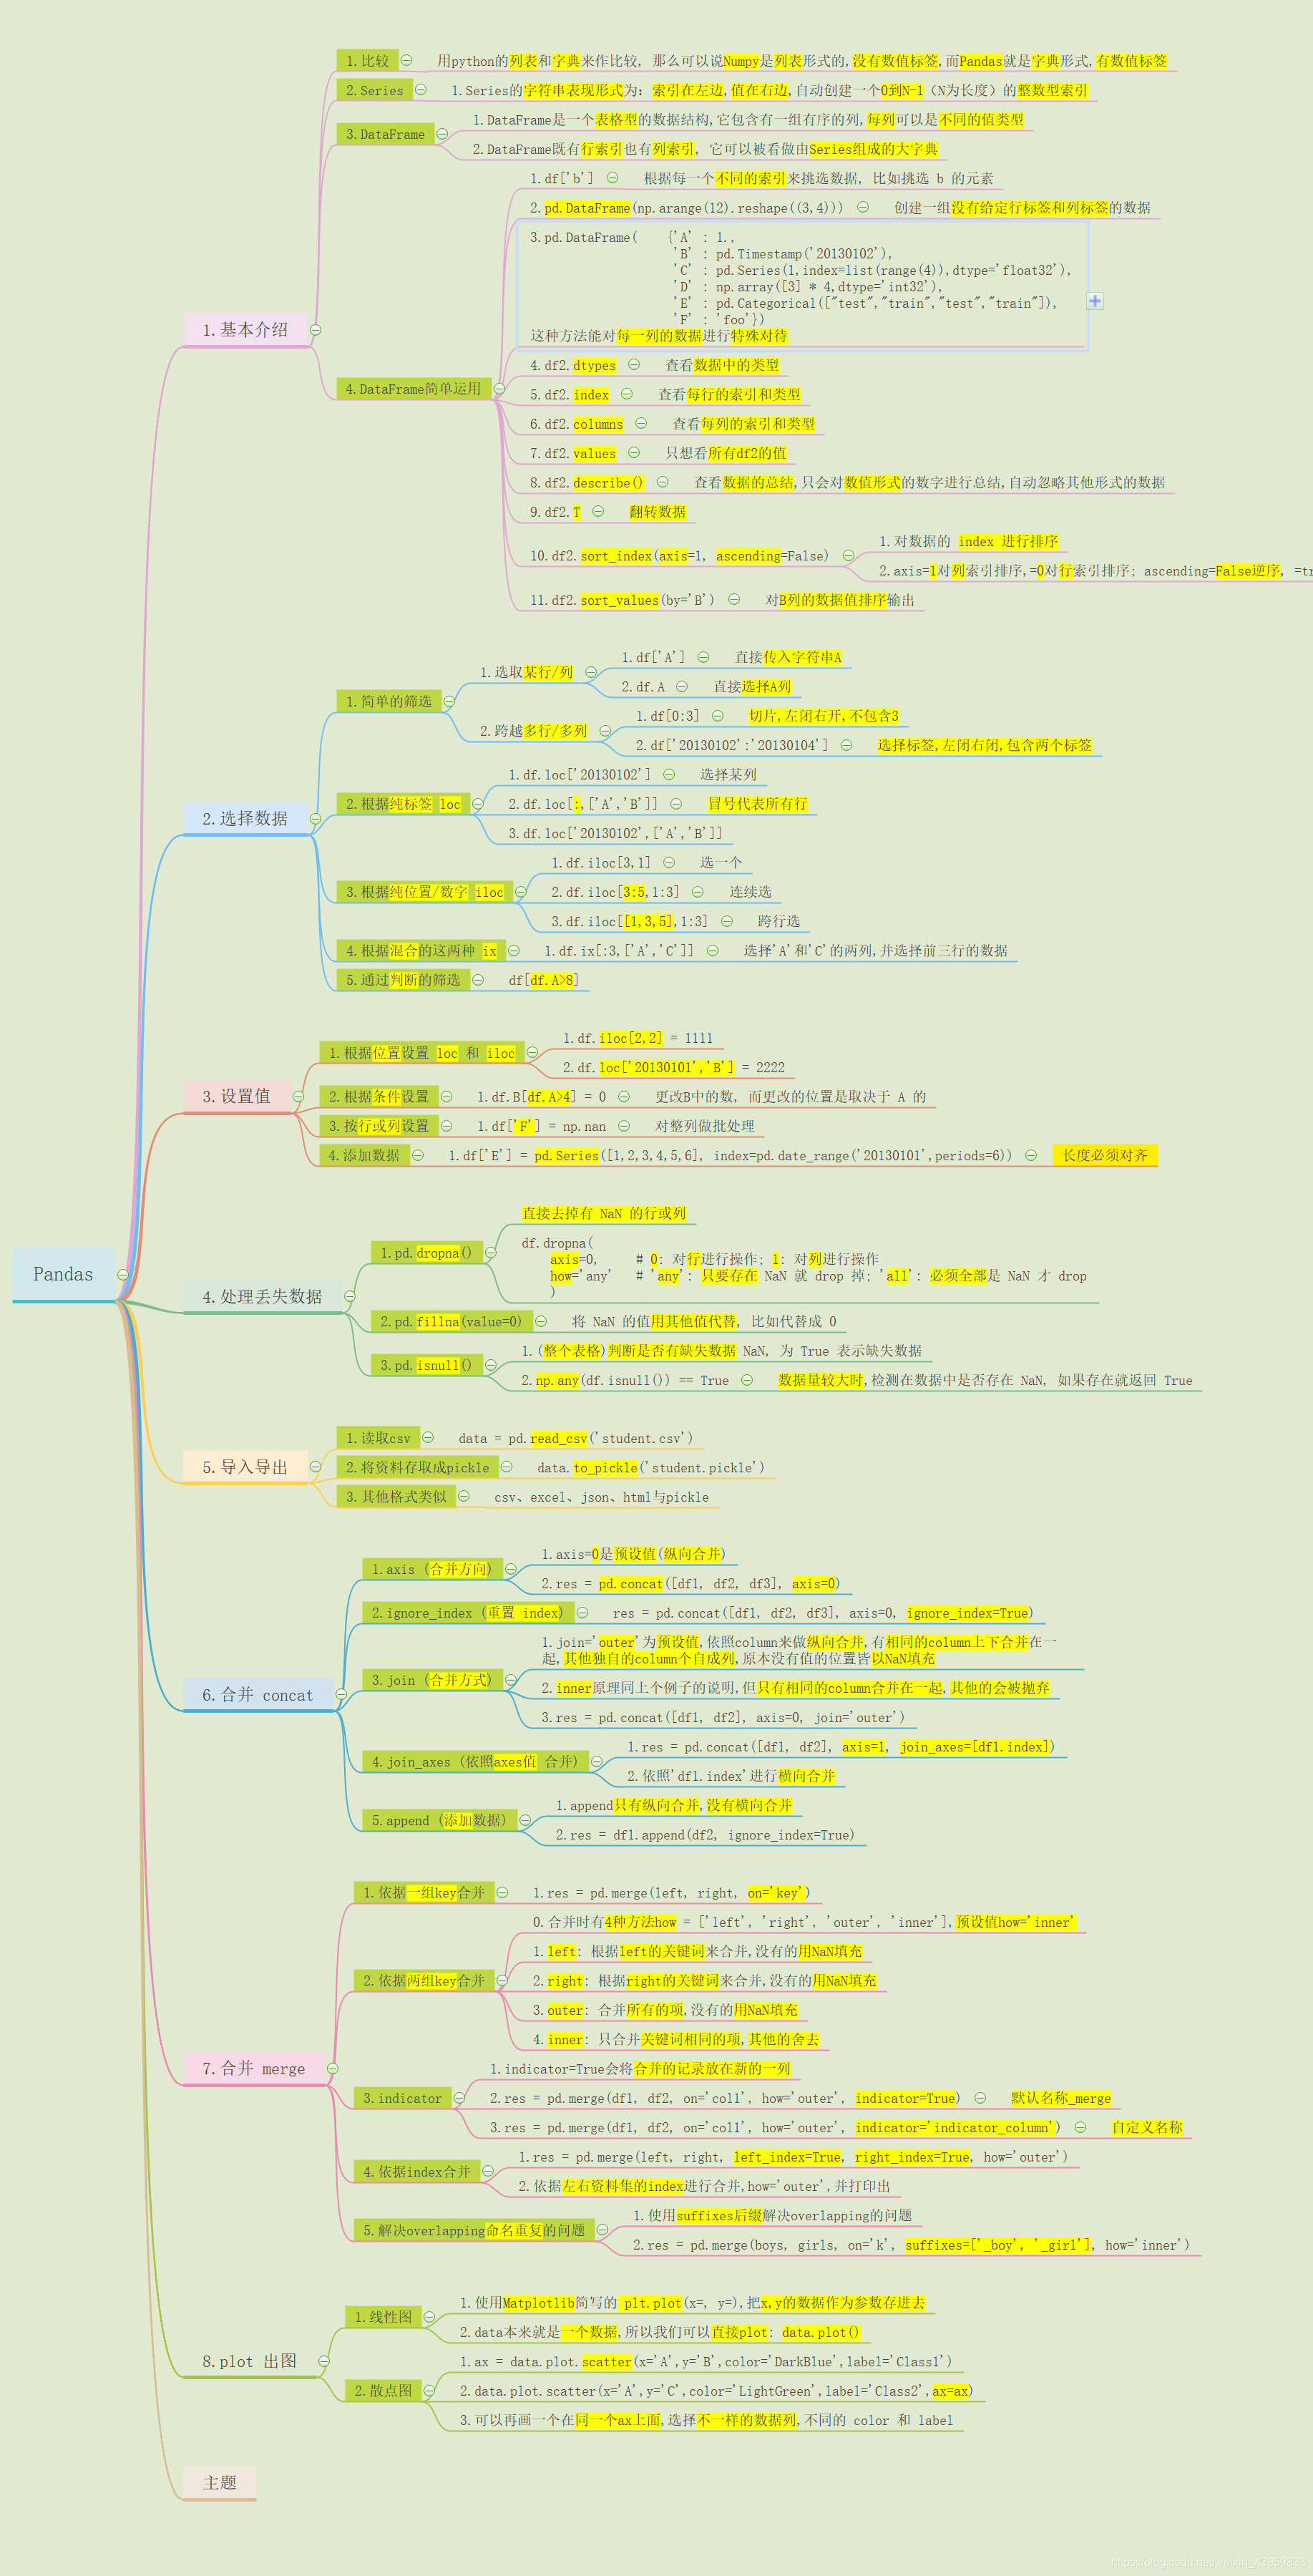 1.比较
用python的列表和字典来作比较, 那么可以说Numpy是列表形式的,没有数值标签,而Pandas就是字典形式,有数值标签
2.Series
1.Series的字符串表现形式为: 索引在左边,值在右边,自动创建一个0到N-1（N为长度）的整数型索引
3.DataFrame
1.DataFrame是一个表格型的数据结构,它包含有一组有序的列,每列可以是不同的值类型
2.DataFrame既有行索引也有列索引, 它可以被看做由Series组成的大字典
1.df['b']
根据每一个不同的索引来挑选数据, 比如挑选 b 的元素
2.pd.DataFrame(np.arange(12).reshape((3,4)))
创建一组没有给定行标签和列标签的数据
3.pd.DataFrame( {'A' : 1.,
'B' : pd.Timestamp('20130102'),
'C' : pd.Series(1,index=list(range(4)),dtype='float32'),
'D' : np.array([3] * 4,dtype='int32'),
'E' : pd.Categorical(["test","train","test","train"]),
'F' : 'foo'})
这种方法能对每一列的数据进行特殊对待
1.基本介绍
4.DataFrame简单运用
4.df2.dtypes
查看数据中的类型
5.df2.index
查看每行的索引和类型
6.df2.columns
查看每列的索引和类型
7.df2.values
只想看所有df2的值
8.df2.describe()
查看数据的总结,只会对数值形式的数字进行总结,自动忽略其他形式的数据
9.df2.T
翻转数据
10.df2.sort_index(axis=1, ascending=False)
1.对数据的 index 进行排序
2.axis=1对列索引排序,=0对行索引排序; ascending=False逆序, =tr
11.df2.sort_values(by='B')
对B列的数据值排序输出
2.选择数据
1.简单的筛选
1.选取某行/列
1.df['A']
直接传入字符串A
2.df.A
直接选择A列
2.跨越多行/多列
1.df[0:3]
切片,左闭右开,不包含3
2.df['20130102':'20130104']
选择标签,左闭右闭,包含两个标签
2.根据纯标签 loc
1.df.loc['20130102']
选择某列
2.df.loc[:,['A','B']]
冒号代表所有行
3.df.loc['20130102',['A','B']]
3.根据纯位置/数字 iloc
1.df.iloc[3,1]
选一个
2.df.iloc[3:5,1:3]
连续选
3.df.iloc[[1,3,5],1:3]
跨行选
4.根据混合的这两种 ix
1.df.ix[:3,['A','C']]
选择'A'和'C'的两列,并选择前三行的数据
5.通过判断的筛选
df[df.A>8]
3.设置值
1.根据位置设置 loc 和 iloc
1.df.iloc[2,2] = 1111
2.df.loc['20130101','B'] = 2222
2.根据条件设置
1.df.B[df.A>4] = 0
更改B中的数, 而更改的位置是取决于 A 的
3.按行或列设置
1.df['F'] = np.nan
对整列做批处理
4.添加数据
1.df['E'] = pd.Series([1,2,3,4,5,6], index=pd.date_range('20130101',periods=6))
长度必须对齐
Pandas
4.处理丢失数据
1.pd.dropna()
直接去掉有 NaN 的行或列
df.dropna(
axis=0, # 0: 对行进行操作; 1: 对列进行操作
how='any' # 'any': 只要存在 NaN 就 drop 掉; 'all': 必须全部是 NaN 才 drop
)
2.pd.fillna(value=0)
将 NaN 的值用其他值代替, 比如代替成 0
3.pd.isnull()
1.(整个表格)判断是否有缺失数据 NaN, 为 True 表示缺失数据
2.np.any(df.isnull()) == True
数据量较大时,检测在数据中是否存在 NaN, 如果存在就返回 True
5.导入导出
1.读取csv
data = pd.read_csv('student.csv')
2.将资料存取成pickle
data.to_pickle('student.pickle')
3.其他格式类似
csv、excel、json、html与pickle
6.合并 concat
1.axis (合并方向)
1.axis=0是预设值(纵向合并)
2.res = pd.concat([df1, df2, df3], axis=0)
2.ignore_index (重置 index)
res = pd.concat([df1, df2, df3], axis=0, ignore_index=True)
3.join (合并方式)
1.join='outer'为预设值,依照column来做纵向合并,有相同的column上下合并在一
起,其他独自的column个自成列,原本没有值的位置皆以NaN填充
2.inner原理同上个例子的说明,但只有相同的column合并在一起,其他的会被抛弃
3.res = pd.concat([df1, df2], axis=0, join='outer')
4.join_axes (依照axes值 合并)
1.res = pd.concat([df1, df2], axis=1, join_axes=[df1.index])
2.依照'df1.index'进行横向合并
5.append (添加数据)
1.append只有纵向合并,没有横向合并
2.res = df1.append(df2, ignore_index=True)
7.合并 merge
1.依据一组key合并
1.res = pd.merge(left, right, on='key')
2.依据两组key合并
0.合并时有4种方法how = ['left', 'right', 'outer', 'inner'],预设值how='inner'
1.left: 根据left的关键词来合并,没有的用NaN填充
2.right: 根据right的关键词来合并,没有的用NaN填充
3.outer: 合并所有的项,没有的用NaN填充
4.inner: 只合并关键词相同的项,其他的舍去
3.indicator
1.indicator=True会将合并的记录放在新的一列
2.res = pd.merge(df1, df2, on='col1', how='outer', indicator=True)
默认名称_merge
3.res = pd.merge(df1, df2, on='col1', how='outer', indicator='indicator_column')
自定义名称
4.依据index合并
1.res = pd.merge(left, right, left_index=True, right_index=True, how='outer')
2.依据左右资料集的index进行合并,how='outer',并打印出
5.解决overlapping命名重复的问题
1.使用suffixes后缀解决overlapping的问题
2.res = pd.merge(boys, girls, on='k', suffixes=['_boy', '_girl'], how='inner')
8.plot 出图
1.线性图
1.使用Matplotlib简写的 plt.plot(x=, y=),把x,y的数据作为参数存进去
2.data本来就是一个数据,所以我们可以直接plot: data.plot()
2.散点图
1.ax = data.plot.scatter(x='A',y='B',color='DarkBlue',label='Class1')
2.data.plot.scatter(x='A',y='C',color='LightGreen',label='Class2',ax=ax)
3.可以再画一个在同一个ax上面,选择不一样的数据列,不同的 color 和 label
主题